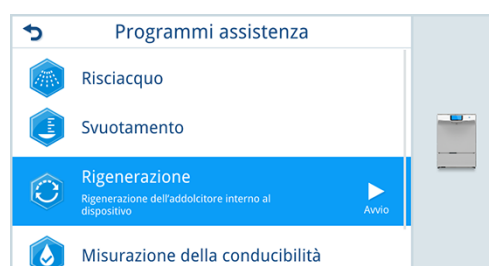 Programmi assistenza
Risciacquo
Svuotamento
Rigenerazione
Rigenerazione dell'addolcitore interno al
dispositivo
Avvio
Misurazione della conducibilità